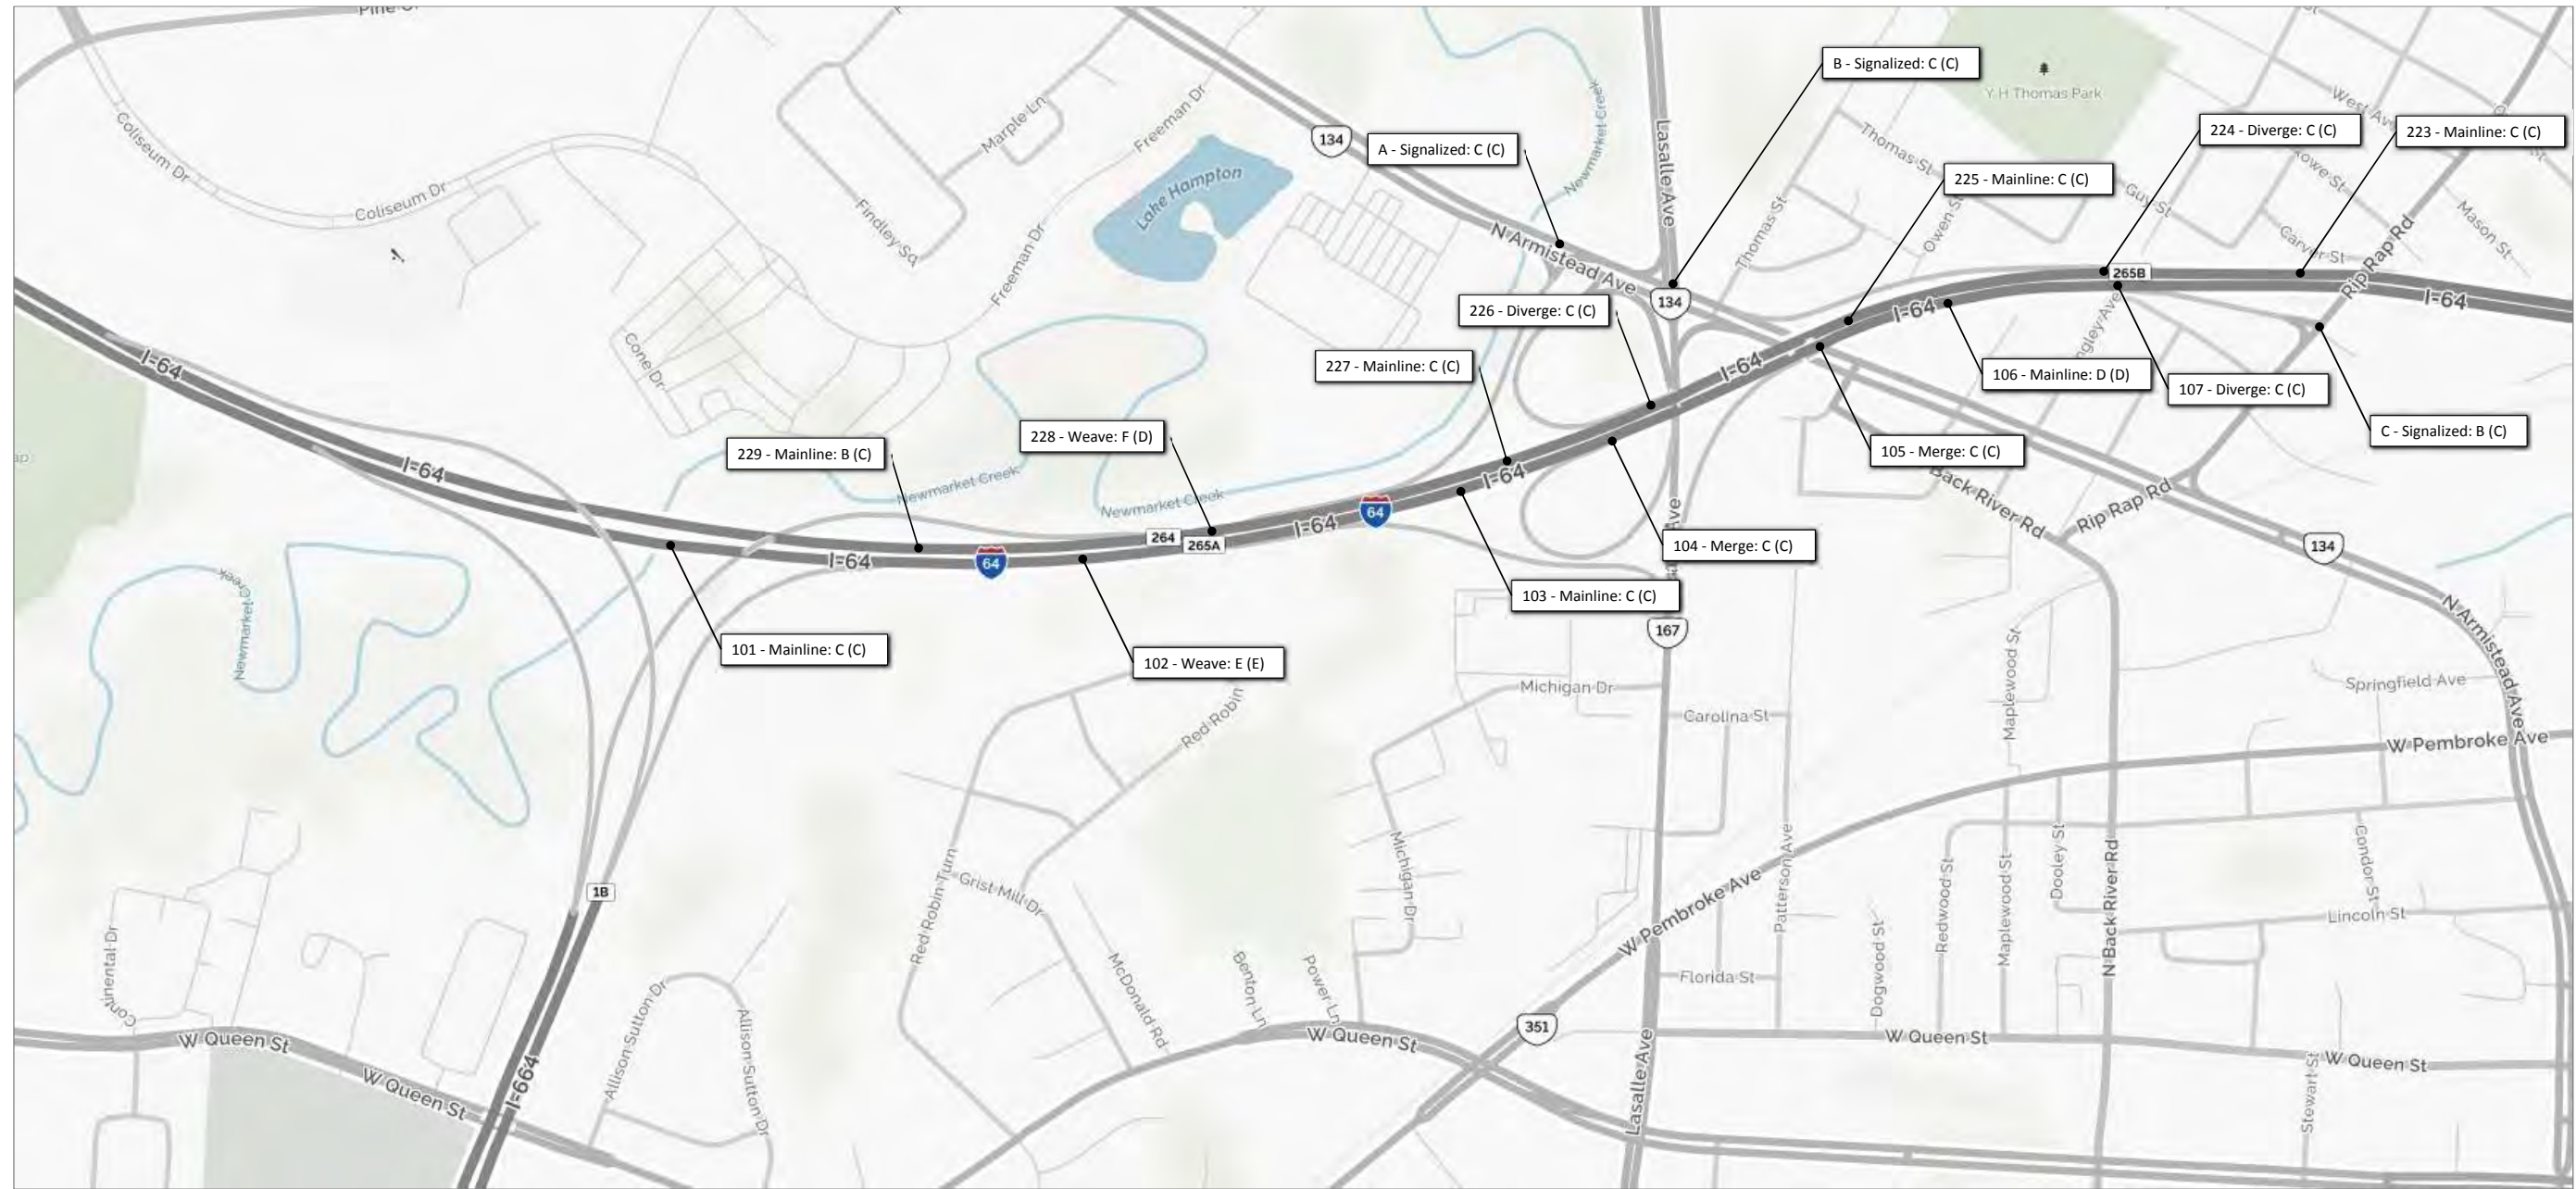 Coliseum Dr
Coliseum Dr
Marple Ln
Freeman Dr
Findley Sq
Freeman Dr
Cone Dr
Lake Hampton
134
A - Signalized: C (C)
Newmarket Creek
Lasalle Ave
B - Signalized: C (C)
Y H Thomas Park
Thomas St
Thomas St
Owen St
Guy St
West Av
224 - Diverge: C (C)
223 - Mainline: C (C)
225 - Mainline: C (C)
Carver St
Mason St
Rip Rap Rd
N Armistead Ave
134
265B
I-64
I-64
226 - Diverge: C (C)
227 - Mainline: C (C)
I-64
I-64
106 - Mainline: D (D)
107 - Diverge: C (C)
C - Signalized: B (C)
105 - Merge: C (C)
I-64
I-64
229 - Mainline: B (C)
228 - Weave: F (D)
Newmarket Creek
Newmarket Creek
264
265A
I-64
64
I-64
64
104 - Merge: C (C)
103 - Mainline: C (C)
101 - Mainline: C (C)
102 - Weave: E (E)
Back River Rd
Rip Rap Rd
134
N Armistead Ave
Newmarket Creek
167
Michigan Dr
Carolina St
Maplewood St
Springfield Ave
W Pembroke Ave
Red Robin
Red Robin Turn
Grist Mill Dr
McDonald Rd
Benton Ln
Power Ln
Michigan Dr
W Pembroke Ave
Patterson Ave
Florida St
Dogwood St
Redwood St
Maplewood St
Dooley St
N Back River Rd
Condor St
Lincoln St
1B
Continental Dr
W Queen St
W Queen St
I-664
Allison Sutton Dr
Allison Sutton Dr
W Queen St
351
Lasalle Ave
W Queen St
W Queen St
Stewart St